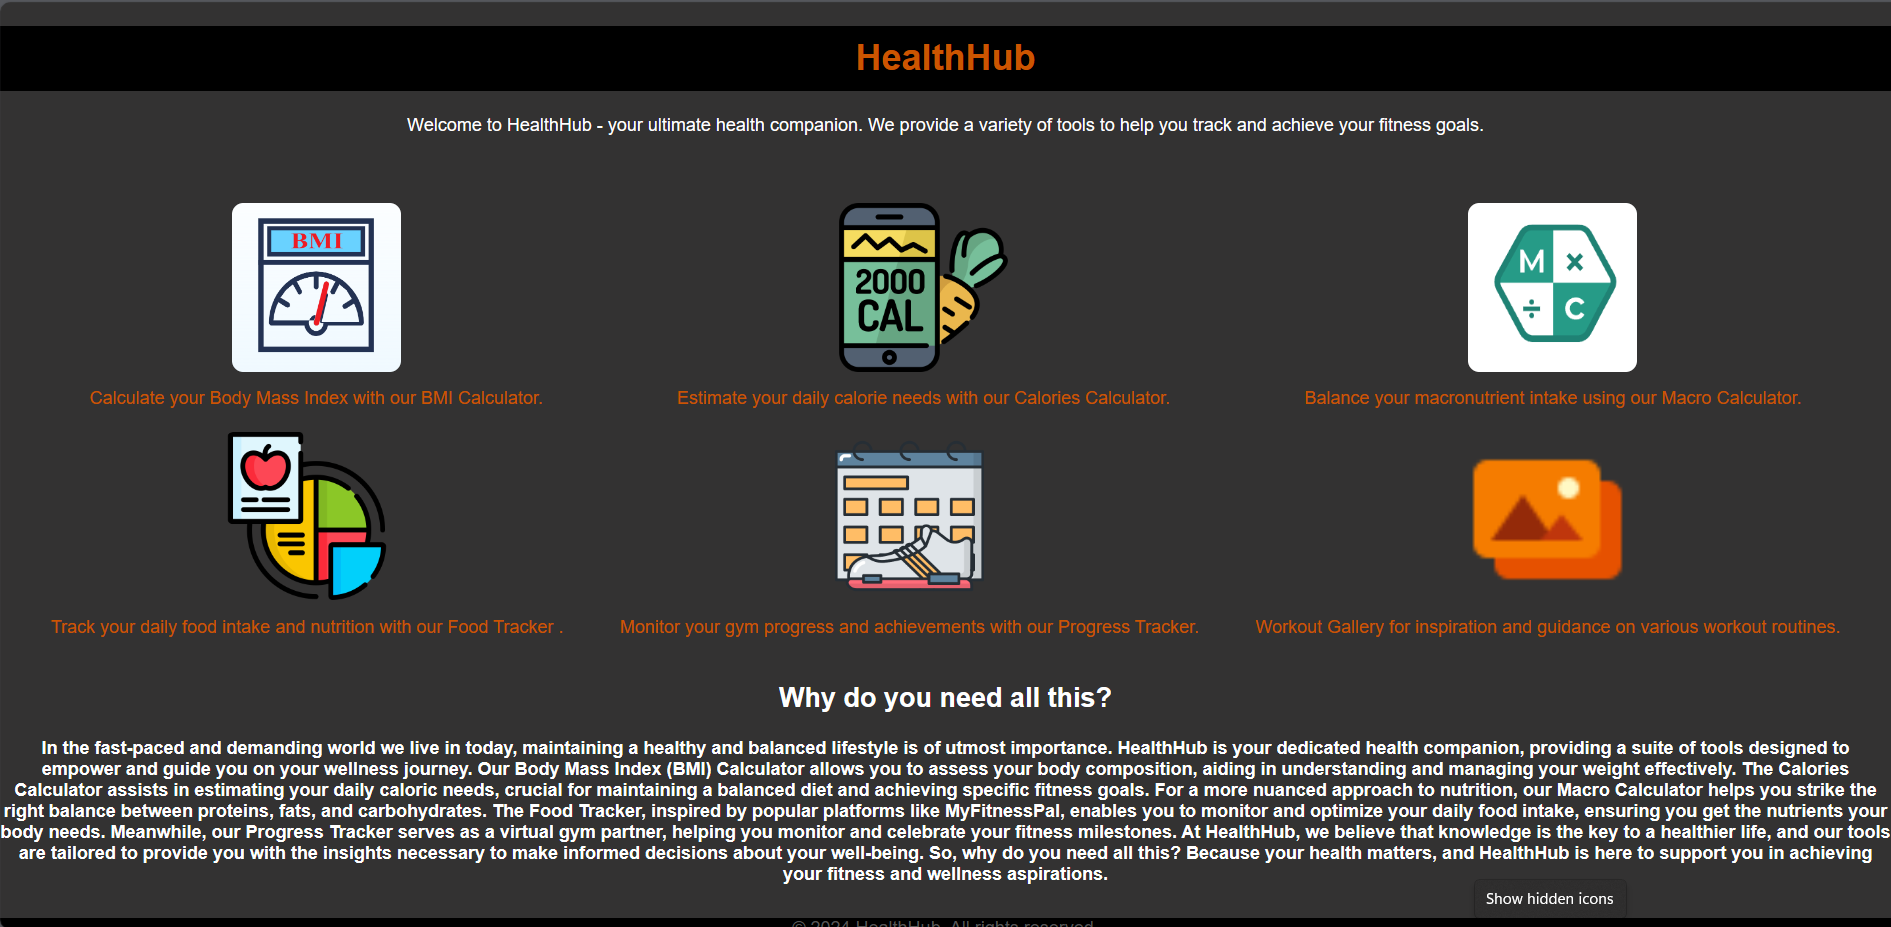 HealthHub
Welcome to HealthHub - your ultimate health companion. We provide a variety of tools to help you track and achieve your fitness goals.
BMI
2000
CAL
M ×
÷ C
Calculate your Body Mass Index with our BMI Calculator.
Estimate your daily calorie needs with our Calories Calculator.
Balance your macronutrient intake using our Macro Calculator.
Track your daily food intake and nutrition with our Food Tracker .
Monitor your gym progress and achievements with our Progress Tracker.
Workout Gallery for inspiration and guidance on various workout routines.
Why do you need all this?
In the fast-paced and demanding world we live in today, maintaining a healthy and balanced lifestyle is of utmost importance. HealthHub is your dedicated health companion, providing a suite of tools designed to
empower and guide you on your wellness journey. Our Body Mass Index (BMI) Calculator allows you to assess your body composition, aiding in understanding and managing your weight effectively. The Calories
Calculator assists in estimating your daily caloric needs, crucial for maintaining a balanced diet and achieving specific fitness goals. For a more nuanced approach to nutrition, our Macro Calculator helps you strike the
right balance between proteins, fats, and carbohydrates. The Food Tracker, inspired by popular platforms like MyFitnessPal, enables you to monitor and optimize your daily food intake, ensuring you get the nutrients your
body needs. Meanwhile, our Progress Tracker serves as a virtual gym partner, helping you monitor and celebrate your fitness milestones. At HealthHub, we believe that knowledge is the key to a healthier life, and our tools
are tailored to provide you with the insights necessary to make informed decisions about your well-being. So, why do you need all this? Because your health matters, and HealthHub is here to support you in achieving
your fitness and wellness aspirations.
Show hidden icons
© 2024 HealthHub. All rights reserved.